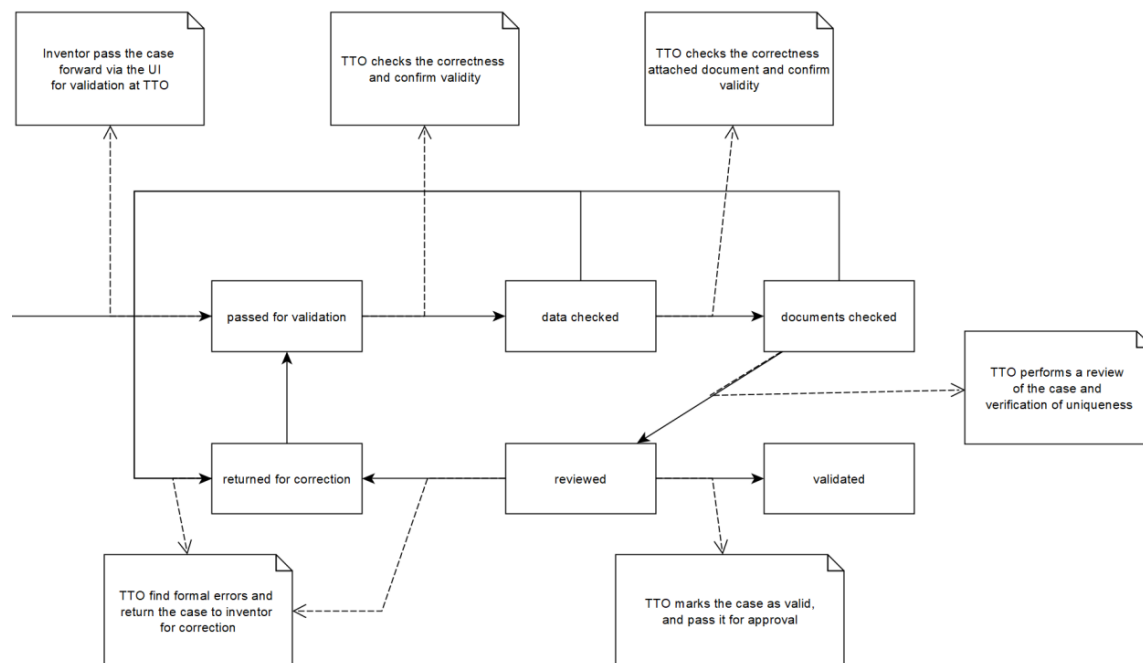 Inventor pass the case
forward via the UI
for validation at TTO
TTO checks the correctness
and confirm validity
TTO checks the correctness
attached document and confirm
validity
passed for validation
data checked
documents checked
TTO performs a review
of the case and
verification of uniqueness
returned for correction
reviewed
validated
TTO find formal errors and
return the case to inventor
for correction
TTO marks the case as valid,
and pass it for approval